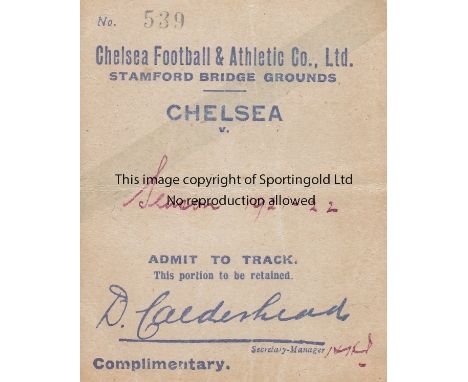 No. 539
Chelsea Football & Athletic Co., Ltd.
STAMFORD BRIDGE GROUNDS
CHELSEA
v.
This image copyright of Sportingold Ltd
Season 192 - 22
No reproduction allowed
ADMIT TO TRACK.
This portion to be retained.
D. Calderhead
Secretary-Manager
Complimentary.